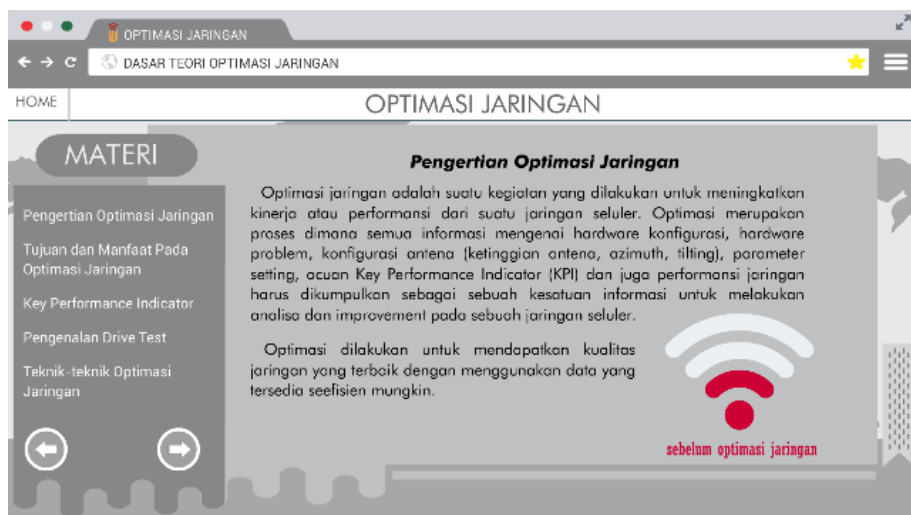 OPTIMASI JARINGAN
DASAR TEORI OPTIMASI JARINGAN
HOME
OPTIMASI JARINGAN
MATERI
Pengertian Optimasi Jaringan
Tujuan dan Manfaat Pada
Optimasi Jaringan
Key Performance Indicator
Pengenalan Drive Test
Teknik-teknik Optimasi
Jaringan
Pengertian Optimasi Jaringan
Optimasi jaringan adalah suatu kegiatan yang dilakukan untuk meningkatkan
kinerja atau performansi dari suatu jaringan seluler. Optimasi merupakan
proses dimana semua informasi mengenai hardware konfigurasi, hardware
problem, konfigurasi antena (ketinggian antena, azimuth, tilting), parameter
setting, acuan Key Performance Indicator (KPI) dan juga performansi jaringan
harus dikumpulkan sebagai sebuah kesatuan informasi untuk melakukan
analisa dan improvement pada sebuah jaringan seluler.
Optimasi dilakukan untuk mendapatkan kualitas
jaringan yang terbaik dengan menggunakan data yang
tersedia seefisien mungkin.
sebelum optimasi jaringan